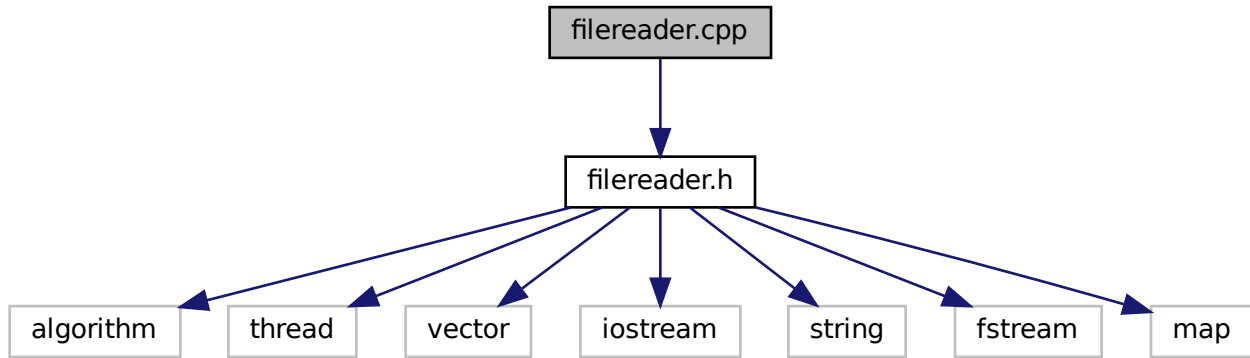 filereader.cpp
filereader.h
algorithm
thread
vector
iostream
string
fstream
map